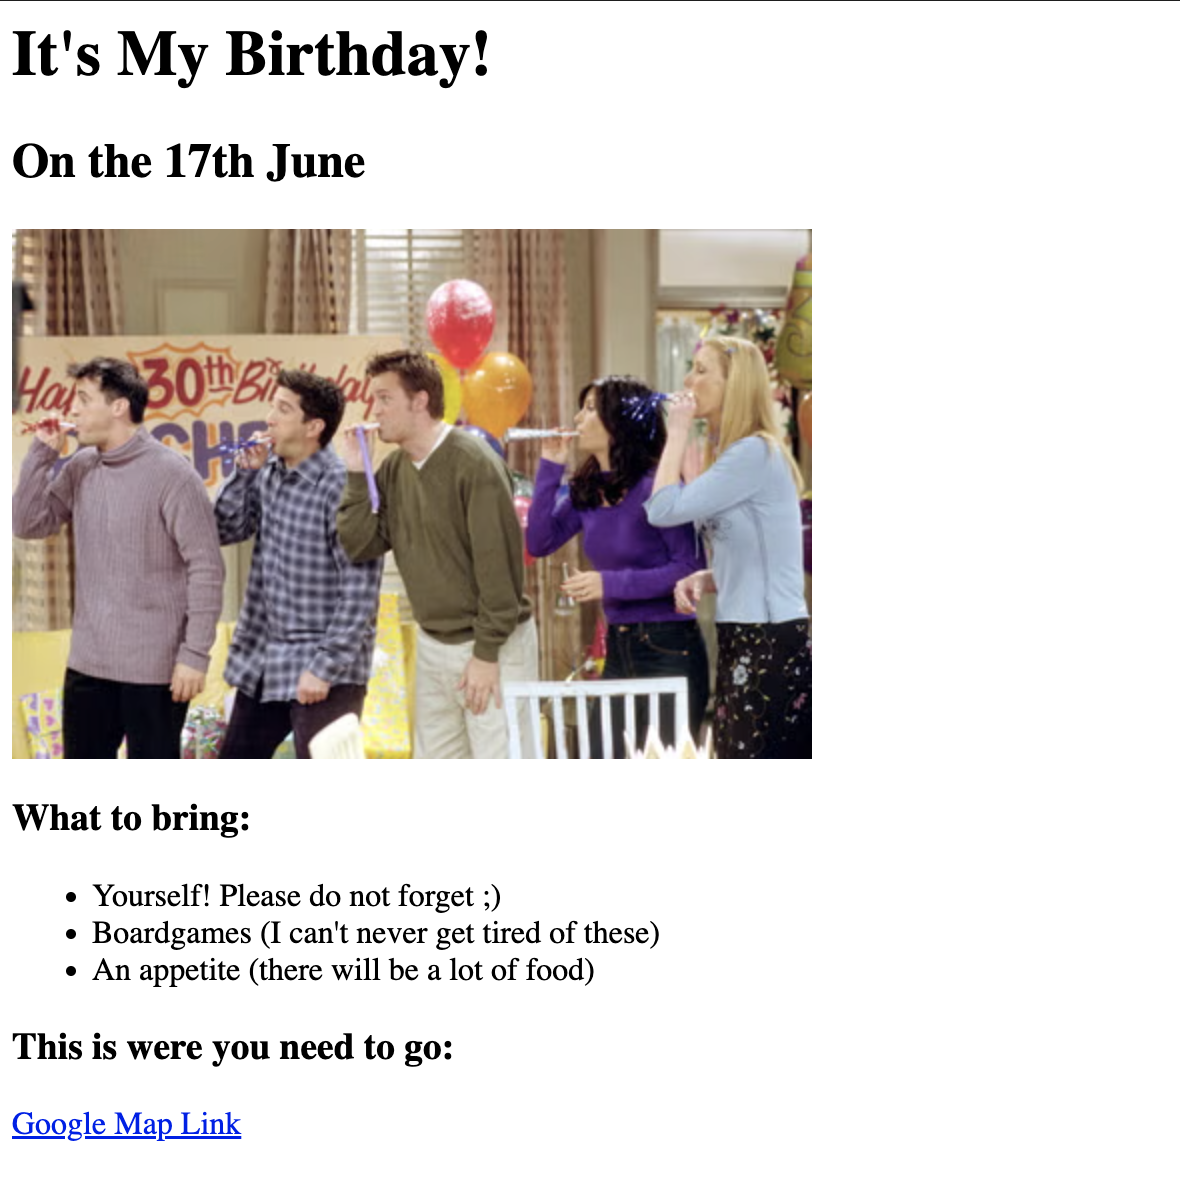 It's My Birthday!
On the 17th June
30th
What to bring:
Yourself! Please do not forget ;)
Boardgames (I can't never get tired of these)
An appetite (there will be a lot of food)
This is were you need to go:
Google Map Link